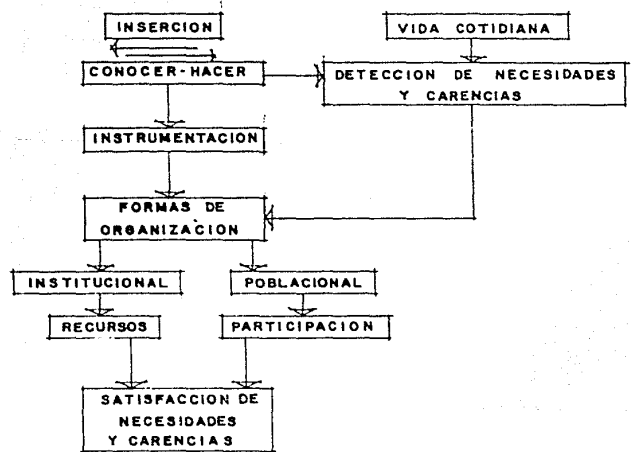 INSERCION
VIDA COTIDIANA
CONOCER-HACER
DETECCION DE NECESIDADES
Y CARENCIAS
INSTRUMENTACION
FORMAS DE
ORGANIZACION
INSTITUCIONAL
POBLACIONAL
RECURSOS
PARTICIPACION
SATISFACCION DE
NECESIDADES
Y CARENCIAS